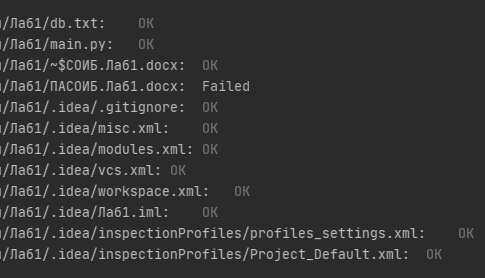 /Ла61/db.txt: OK
/Ла61/main.py: OK
/Ла61/~$СОИБ.Ла61.docx: OK
/Ла61/ПАСОИБ.Ла61.docx: Failed
/Ла61/.idea/.gitignore: OK
/Ла61/.idea/misc.xml: OK
/Ла61/.idea/modules.xml: OK
/Ла61/.idea/vcs.xml: OK
/Ла61/.idea/workspace.xml: OK
/Ла61/.idea/Ла61.iml: OK
/Ла61/.idea/inspectionProfiles/profiles_settings.xml: OK
/Ла61/.idea/inspectionProfiles/Project_Default.xml: OK